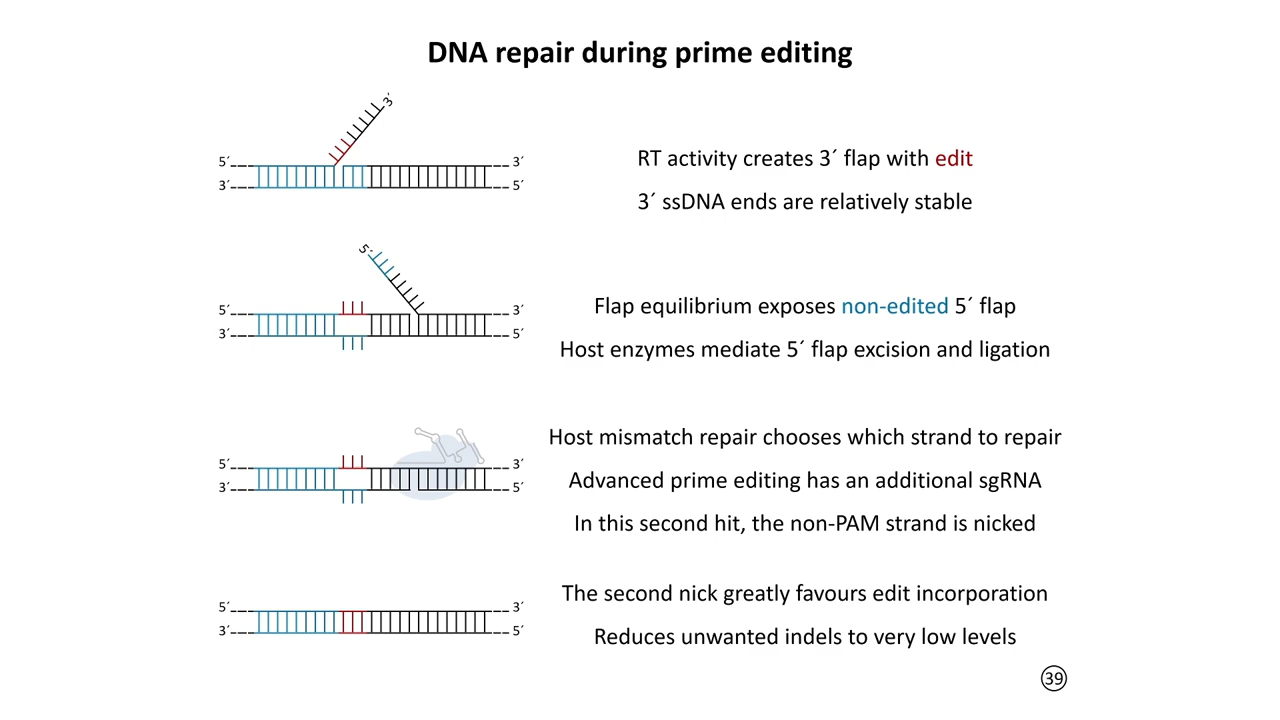 DNA repair during prime editing
3´
5´ 3´
3´ 5´
RT activity creates 3´ flap with edit
3´ ssDNA ends are relatively stable
5´
5´ 3´
3´ 5´
Flap equilibrium exposes non-edited 5´ flap
Host enzymes mediate 5´ flap excision and ligation
5´ 3´
3´ 5´
Host mismatch repair chooses which strand to repair
Advanced prime editing has an additional sgRNA
In this second hit, the non-PAM strand is nicked
5´ 3´
3´ 5´
The second nick greatly favours edit incorporation
Reduces unwanted indels to very low levels
39